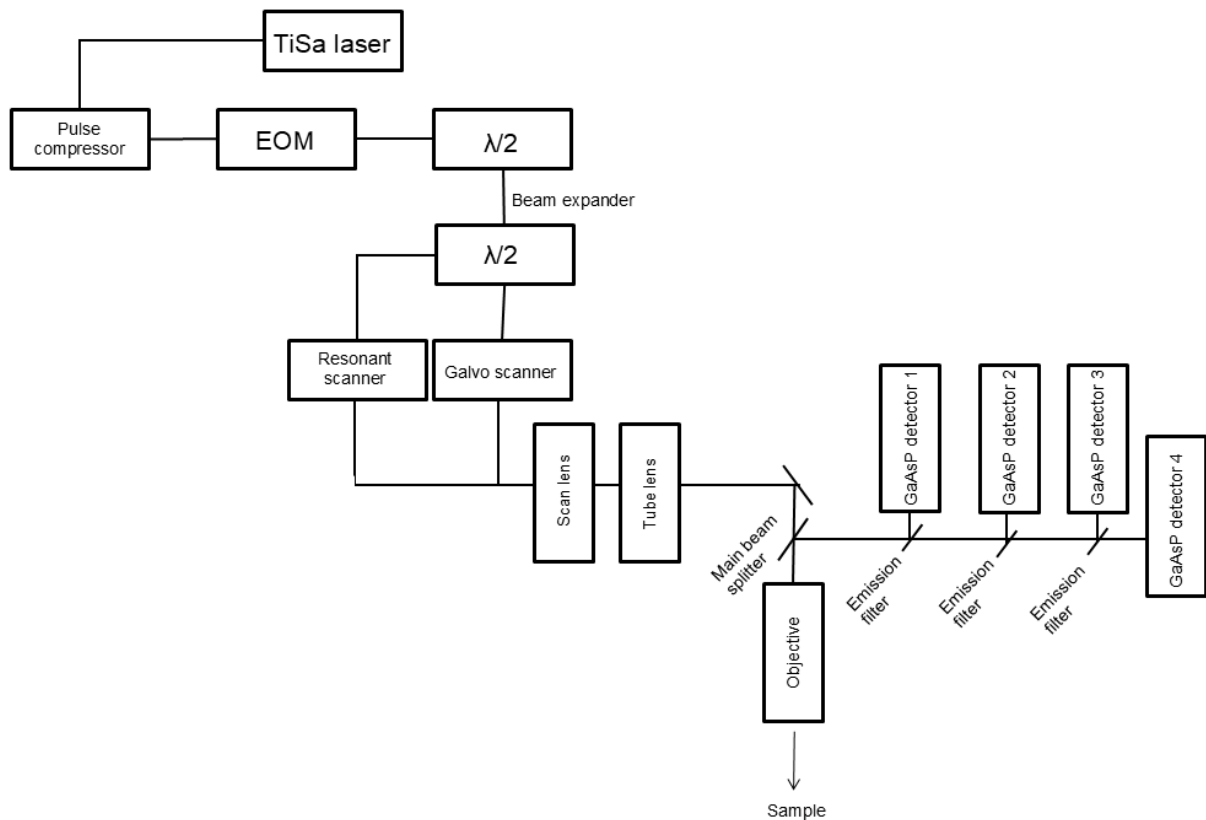 TiSa laser
Pulse
compressor
EOM
λ/2
Beam expander
λ/2
Resonant
scanner
Galvo scanner
Scan lens
Tube lens
Main beam
splitter
Objective
Sample
GaAsP detector 1
GaAsP detector 2
GaAsP detector 3
GaAsP detector 4
Emission
filter
Emission
filter
Emission
filter